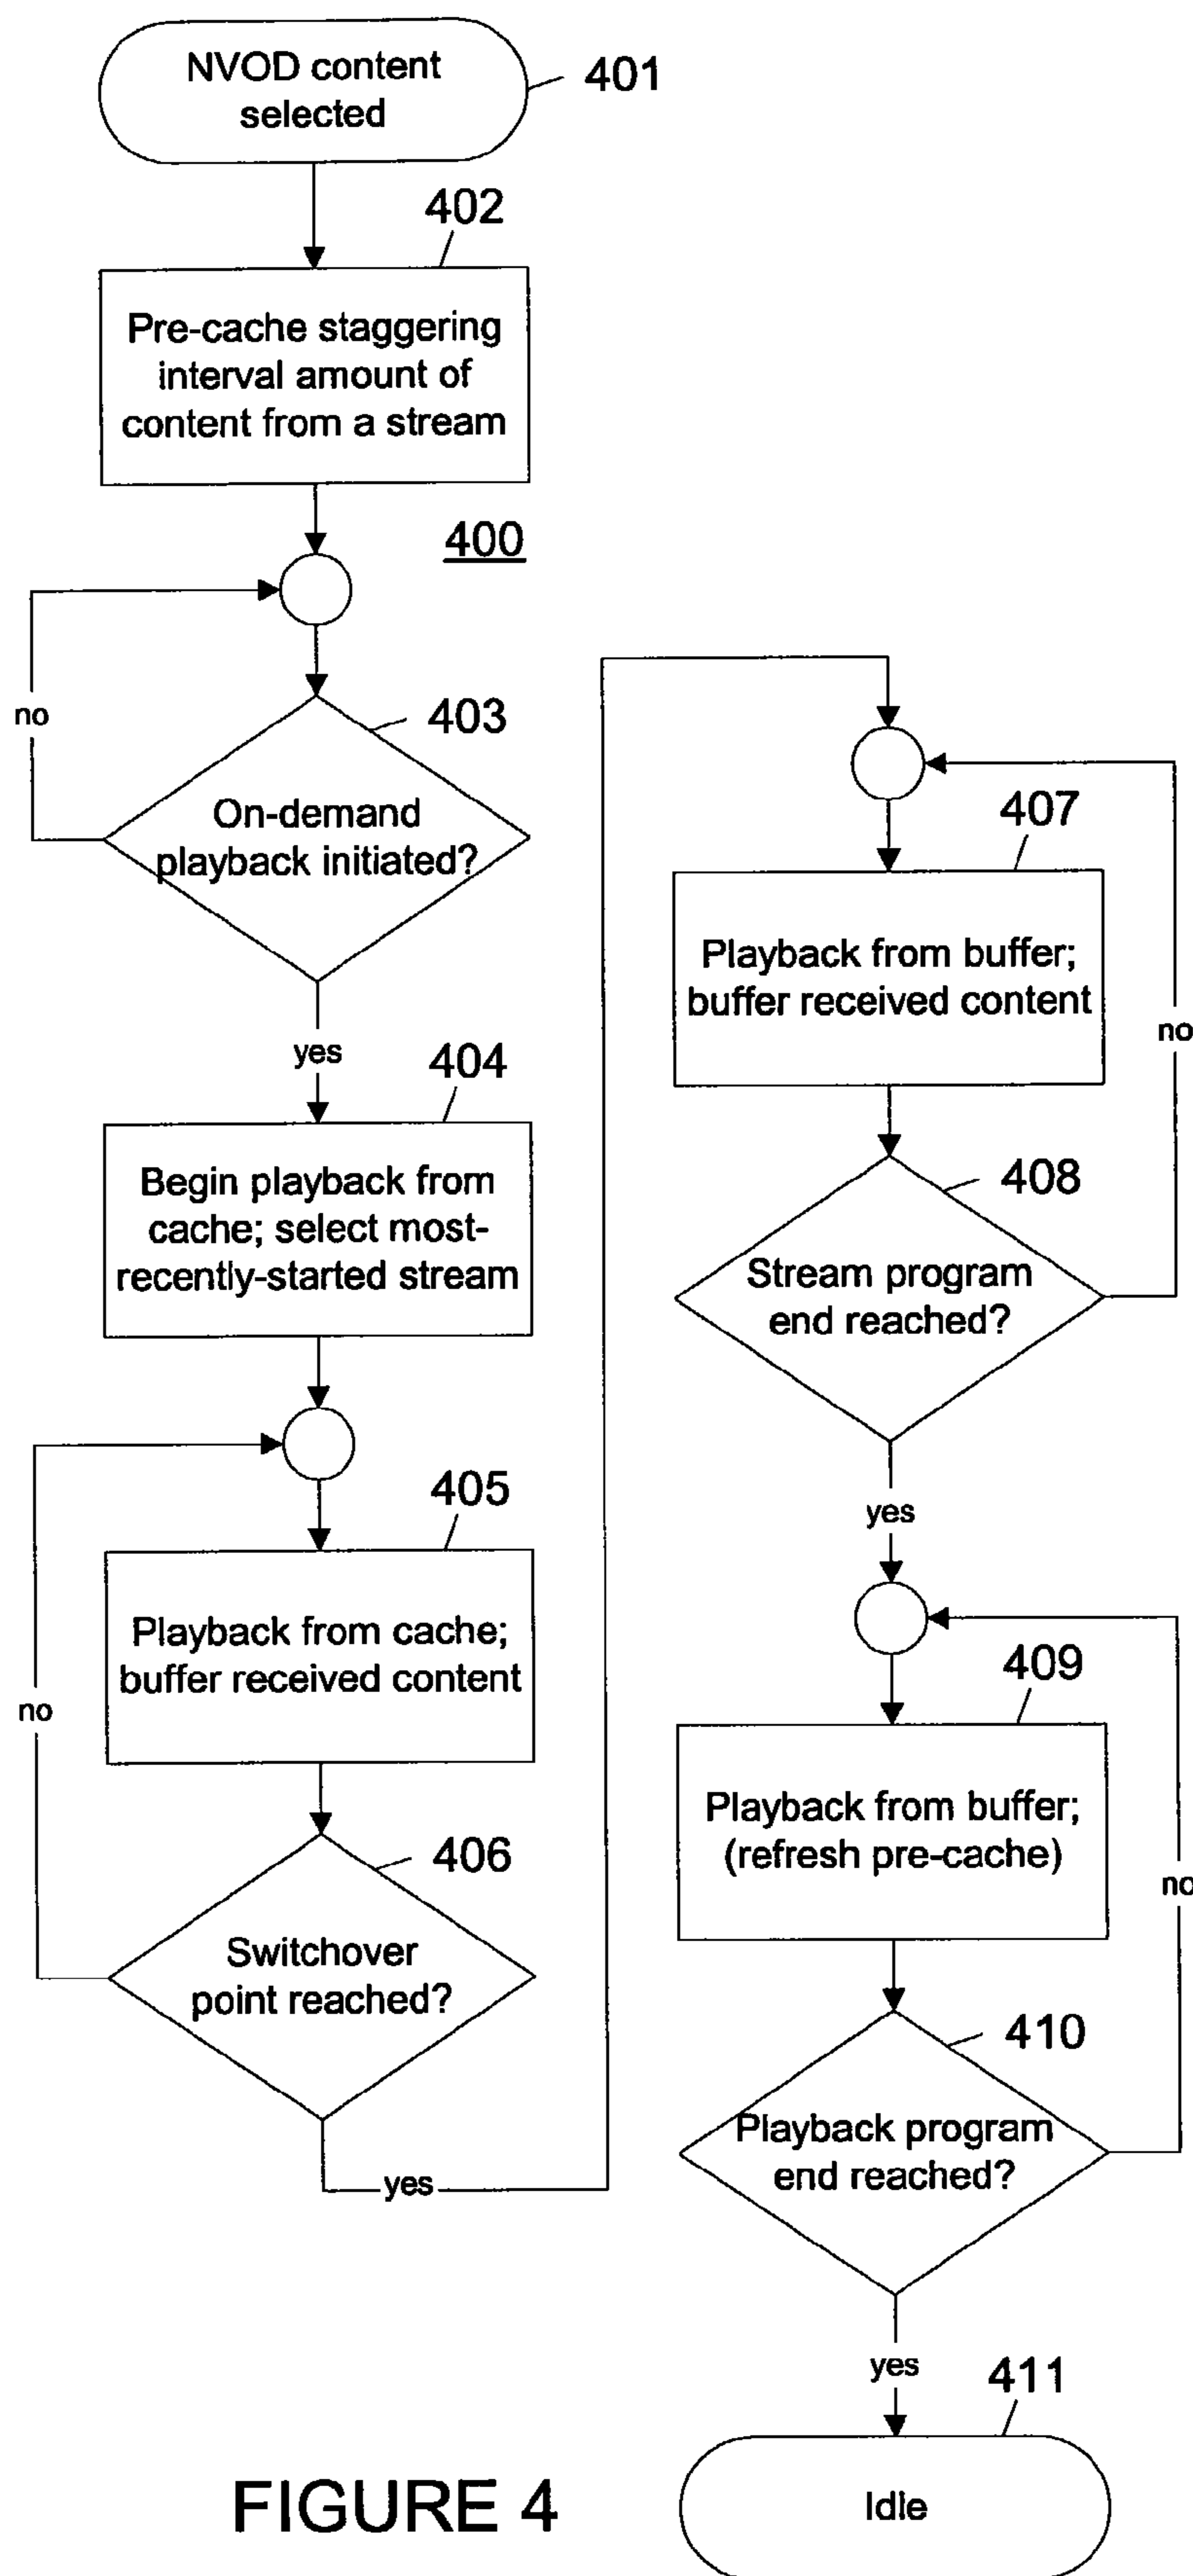 NVOD content
selected
401
402
Pre-cache staggering
interval amount of
content from a stream
400
no
403
On-demand
playback initiated?
yes
404
Begin playback from
cache; select most-
recently-started stream
405
Playback from cache;
buffer received content
no
406
Switchover
point reached?
yes
407
Playback from buffer;
buffer received content
no
408
Stream program
end reached?
yes
409
Playback from buffer;
(refresh pre-cache)
no
410
Playback program
end reached?
yes
411
Idle
FIGURE 4